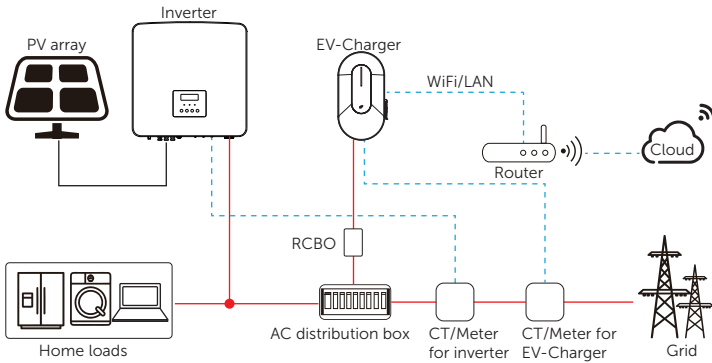 Inverter
PV array
EV-Charger
WiFi/LAN
Cloud
Router
RCBO
AC distribution box
CT/Meter
for inverter
CT/Meter for
EV-Charger
Home loads
Grid